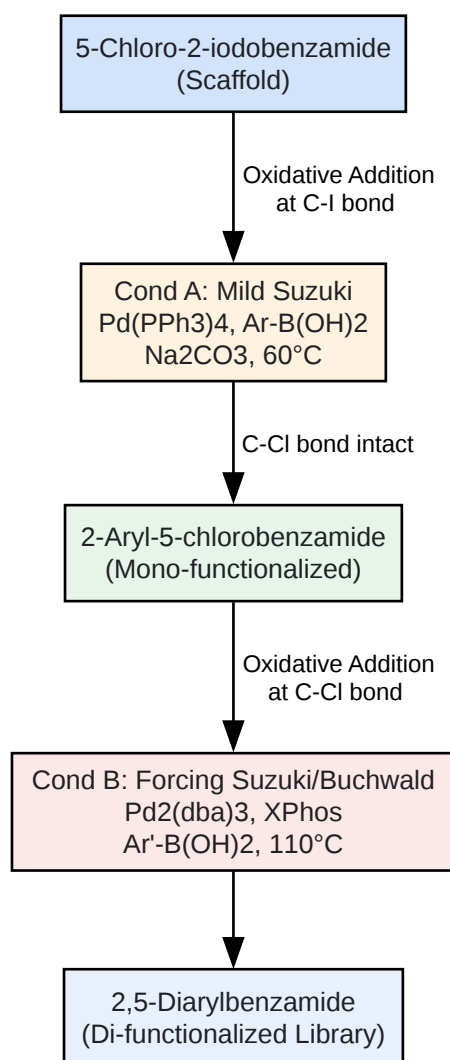 5-Chloro-2-iodobenzamide
(Scaffold)
Oxidative Addition
at C-I bond
Cond A: Mild Suzuki
Pd(PPh3)4, Ar-B(OH)2
Na2CO3, 60°C
C-Cl bond intact
2-Aryl-5-chlorobenzamide
(Mono-functionalized)
Oxidative Addition
at C-Cl bond
Cond B: Forcing Suzuki/Buchwald
Pd2(dba)3, XPhos
Ar'-B(OH)2, 110°C
2,5-Diarylbenzamide
(Di-functionalized Library)